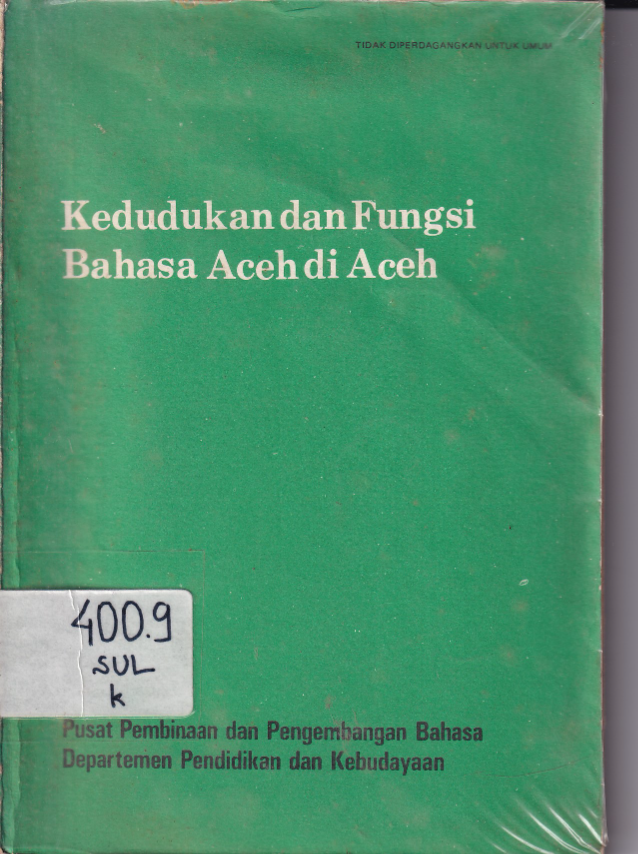 TIDAK DIPERDAGANGKAN UNTUK UMUM
Kedudukan dan Fungsi
Bahasa Aceh di Aceh
400.9
SUL
k
Pusat Pembinaan dan Pengembangan Bahasa
Departemen Pendidikan dan Kebudayaan